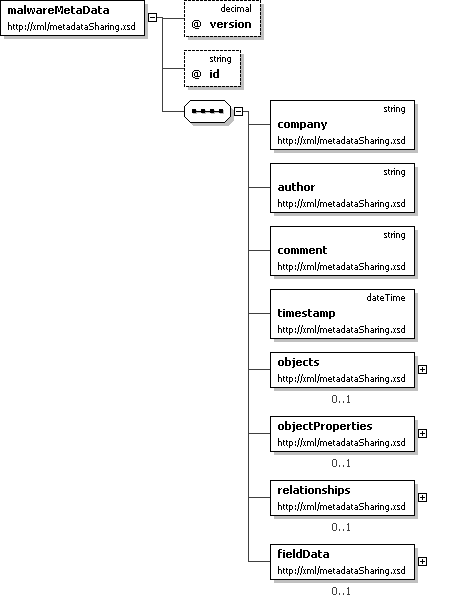 malwareMetaData
http://xml/metadataSharing.xsd
decimal
@ version
string
@ id
string
company
http://xml/metadataSharing.xsd
string
author
http://xml/metadataSharing.xsd
string
comment
http://xml/metadataSharing.xsd
dateTime
timestamp
http://xml/metadataSharing.xsd
objects
http://xml/metadataSharing.xsd
0..1
objectProperties
http://xml/metadataSharing.xsd
0..1
relationships
http://xml/metadataSharing.xsd
0..1
fieldData
http://xml/metadataSharing.xsd
0..1